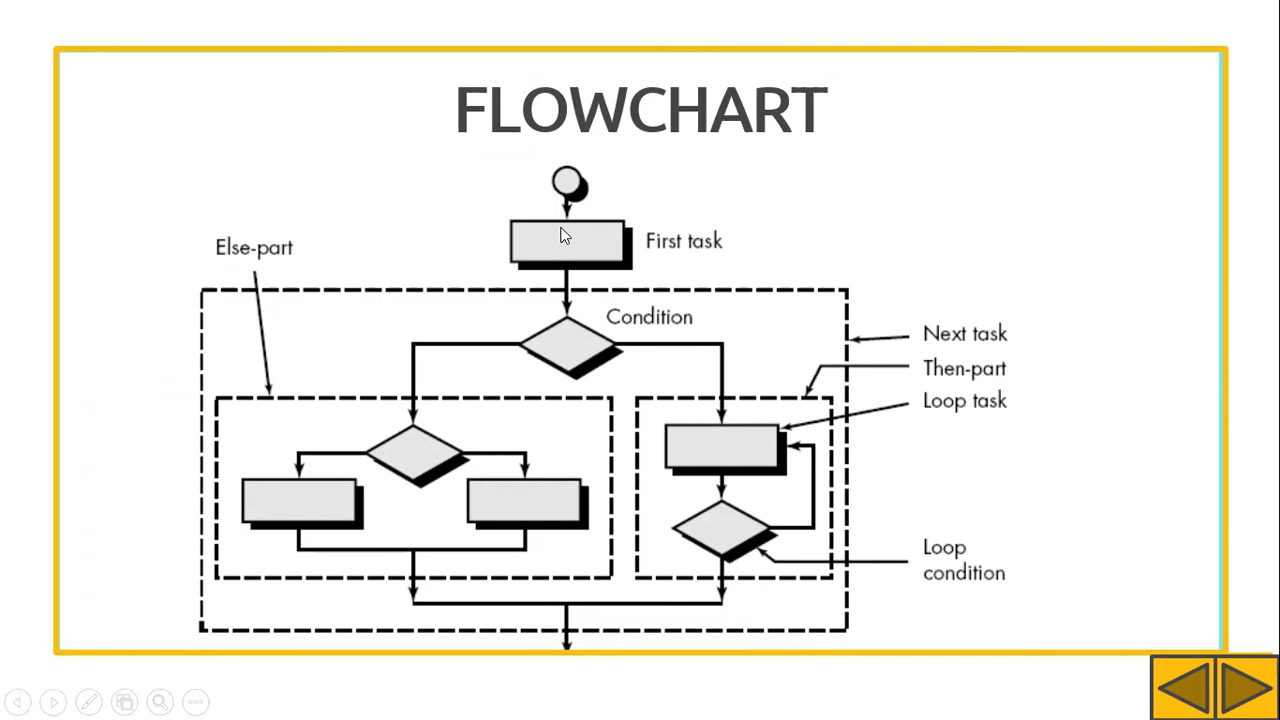 FLOWCHART
First task
Else-part
Condition
Next task
Then-part
Loop task
Loop
condition